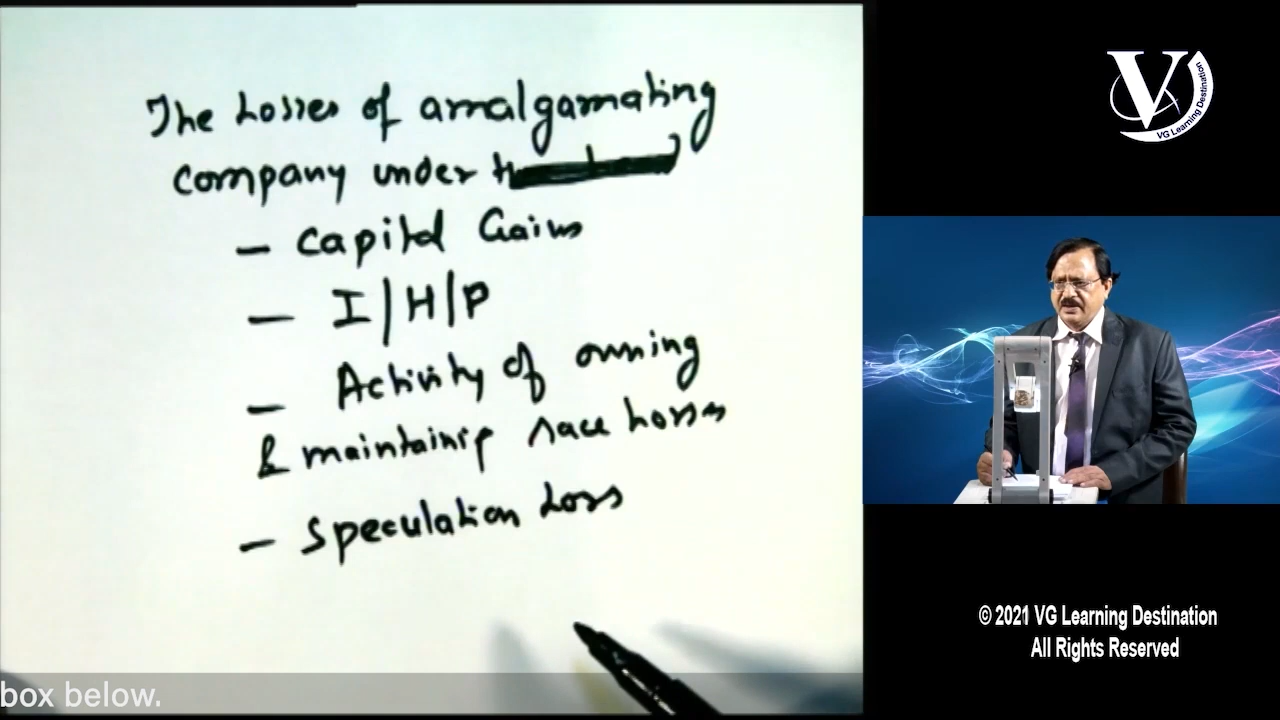 The Losses of amalgamating
company under
- Capital Gains
- I/H/P
- Activity of owning
& maintaining race horses
- Speculation Loss
box below.
V
VG Learning Destination
© 2021 VG Learning Destination
All Rights Reserved